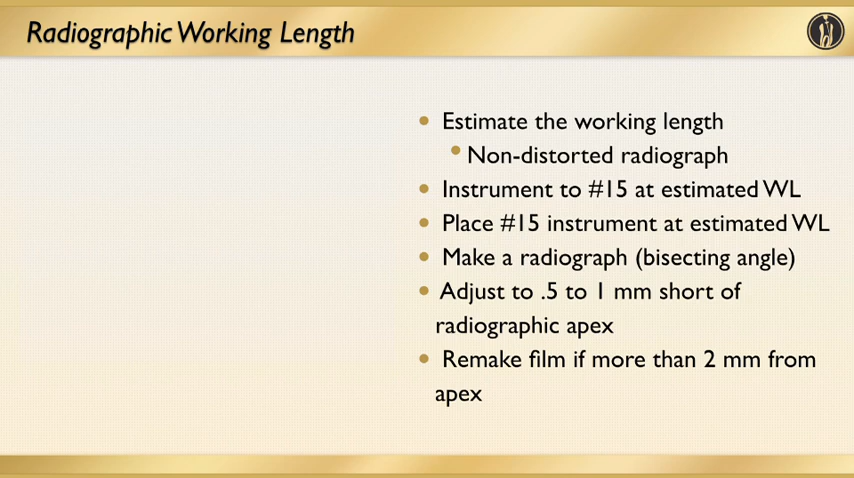 Radiographic Working Length
• Estimate the working length
• Non-distorted radiograph
• Instrument to #15 at estimated WL
• Place #15 instrument at estimated WL
• Make a radiograph (bisecting angle)
• Adjust to .5 to 1 mm short of
radiographic apex
• Remake film if more than 2 mm from
apex